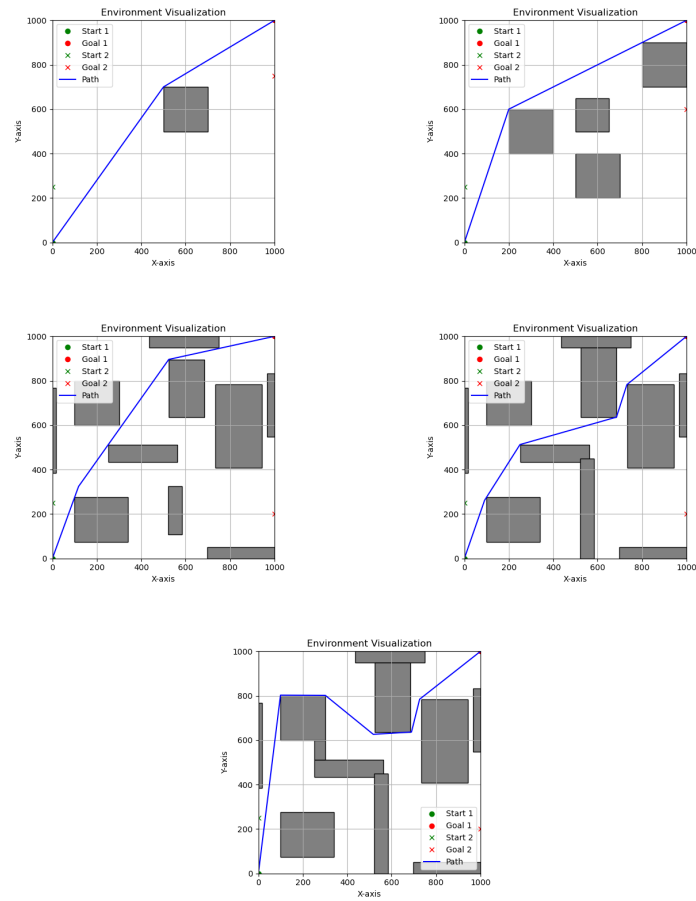 Environment Visualization
Start 1
Goal 1
Start 2
Goal 2
Path
Y-axis
1000
800
600
400
200
0
0 200 400 600 800 1000
X-axis
Environment Visualization
Start 1
Goal 1
Start 2
Goal 2
Path
Y-axis
1000
800
600
400
200
0
0 200 400 600 800 1000
X-axis
Environment Visualization
Start 1
Goal 1
Start 2
Goal 2
Path
Y-axis
1000
800
600
400
200
0
0 200 400 600 800 1000
X-axis
Environment Visualization
Start 1
Goal 1
Start 2
Goal 2
Path
Y-axis
1000
800
600
400
200
0
0 200 400 600 800 1000
X-axis
Environment Visualization
Y-axis
1000
800
600
400
200
0
Start 1
Goal 1
Start 2
Goal 2
Path
0 200 400 600 800 1000
X-axis